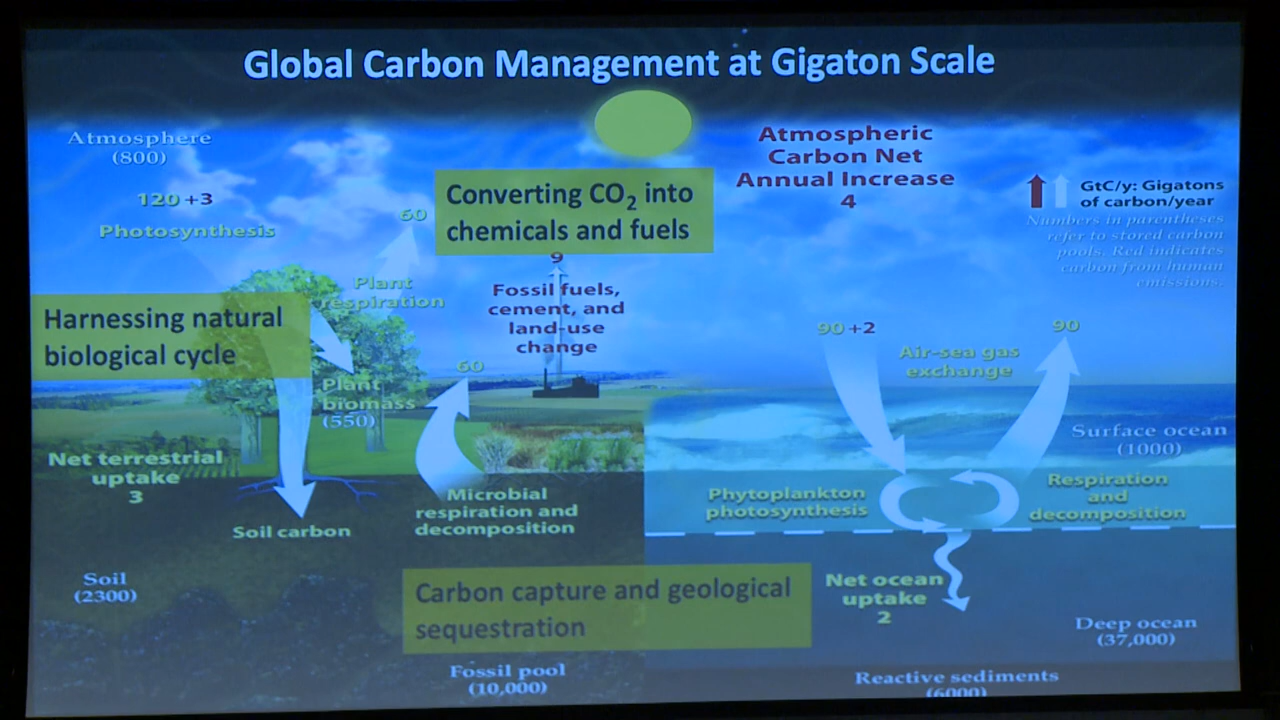 Global Carbon Management at Gigaton Scale
Atmosphere
(800)
120 +3
Photosynthesis
60
Plant
respiration
Converting CO₂ into
chemicals and fuels
9
Fossil fuels,
cement, and
land-use
change
Atmospheric
Carbon Net
Annual Increase
4
GtC/y: Gigatons
of carbon/year
Numbers in parentheses
refer to stored carbon
pools. Red indicates
carbon from human
emissions.
Harnessing natural
biological cycle
Plant
biomass
(550)
60
90 +2
Air-sea gas
exchange
90
Surface ocean
(1000)
Net terrestrial
uptake
3
Soil carbon
Microbial
respiration and
decomposition
Phytoplankton
photosynthesis
Respiration
and
decomposition
Soil
(2300)
Carbon capture and geological
sequestration
Net ocean
uptake
2
Deep ocean
(37,000)
Fossil pool
(10,000)
Reactive sediments
(6000)